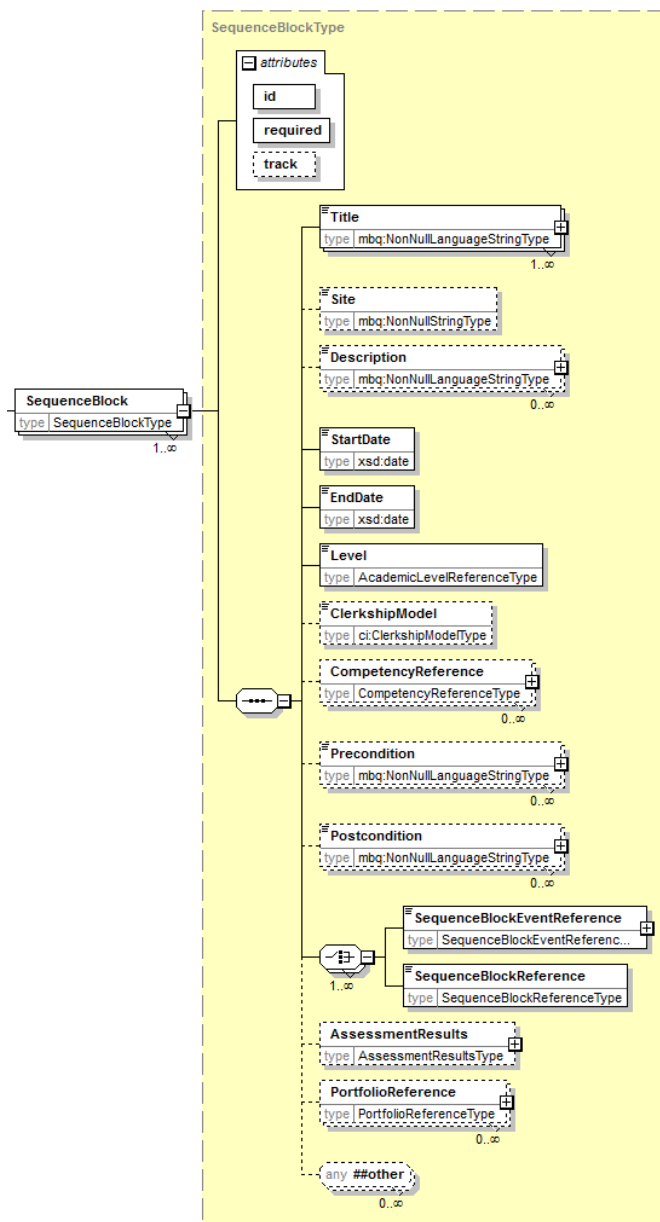 SequenceBlockType
attributes
id
required
track
Title
type mbq:NonNullLanguageStringType
1..∞
Site
type mbq:NonNullStringType
Description
type mbq:NonNullLanguageStringType
0..∞
SequenceBlock
type SequenceBlockType
1..∞
StartDate
type xsd:date
EndDate
type xsd:date
Level
type AcademicLevelReferenceType
ClerkshipModel
type ci:ClerkshipModelType
CompetencyReference
type CompetencyReferenceType
0..∞
Precondition
type mbq:NonNullLanguageStringType
0..∞
Postcondition
type mbq:NonNullLanguageStringType
0..∞
SequenceBlockEventReference
type SequenceBlockEventReferenc...
SequenceBlockReference
type SequenceBlockReferenceType
1..∞
AssessmentResults
type AssessmentResultsType
PortfolioReference
type PortfolioReferenceType
0..∞
any ##other
0..∞